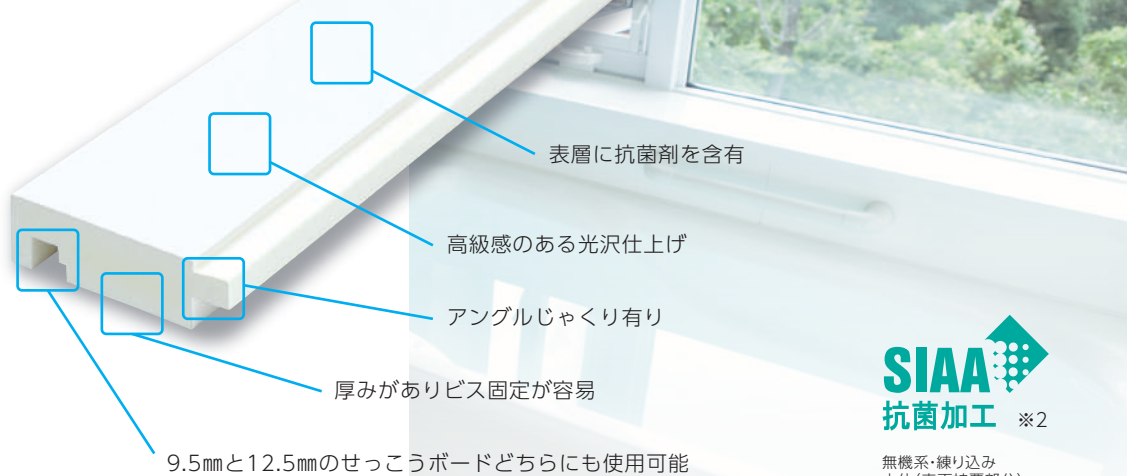 表層に抗菌剤を含有
高級感のある光沢仕上げ
アングルじゃくり有り
厚みがありビス固定が容易
9.5㎜と12.5㎜のせっこうボードどちらにも使用可能
SIAA
抗菌加工 ※2
無機系・練り込み